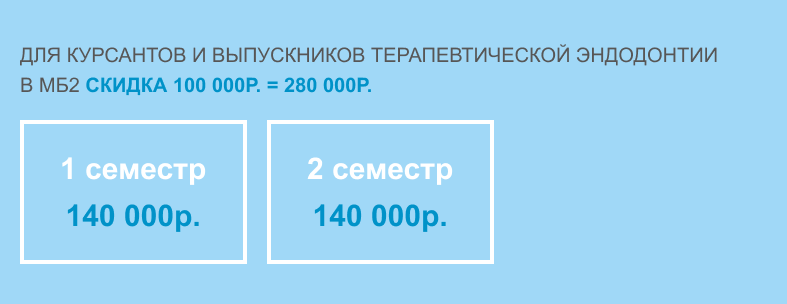 ДЛЯ КУРСАНТОВ И ВЫПУСКНИКОВ ТЕРАПЕВТИЧЕСКОЙ ЭНДОДОНТИИ
В МБ2 СКИДКА 100 000Р. = 280 000Р.
1 семестр
140 000р.
2 семестр
140 000р.